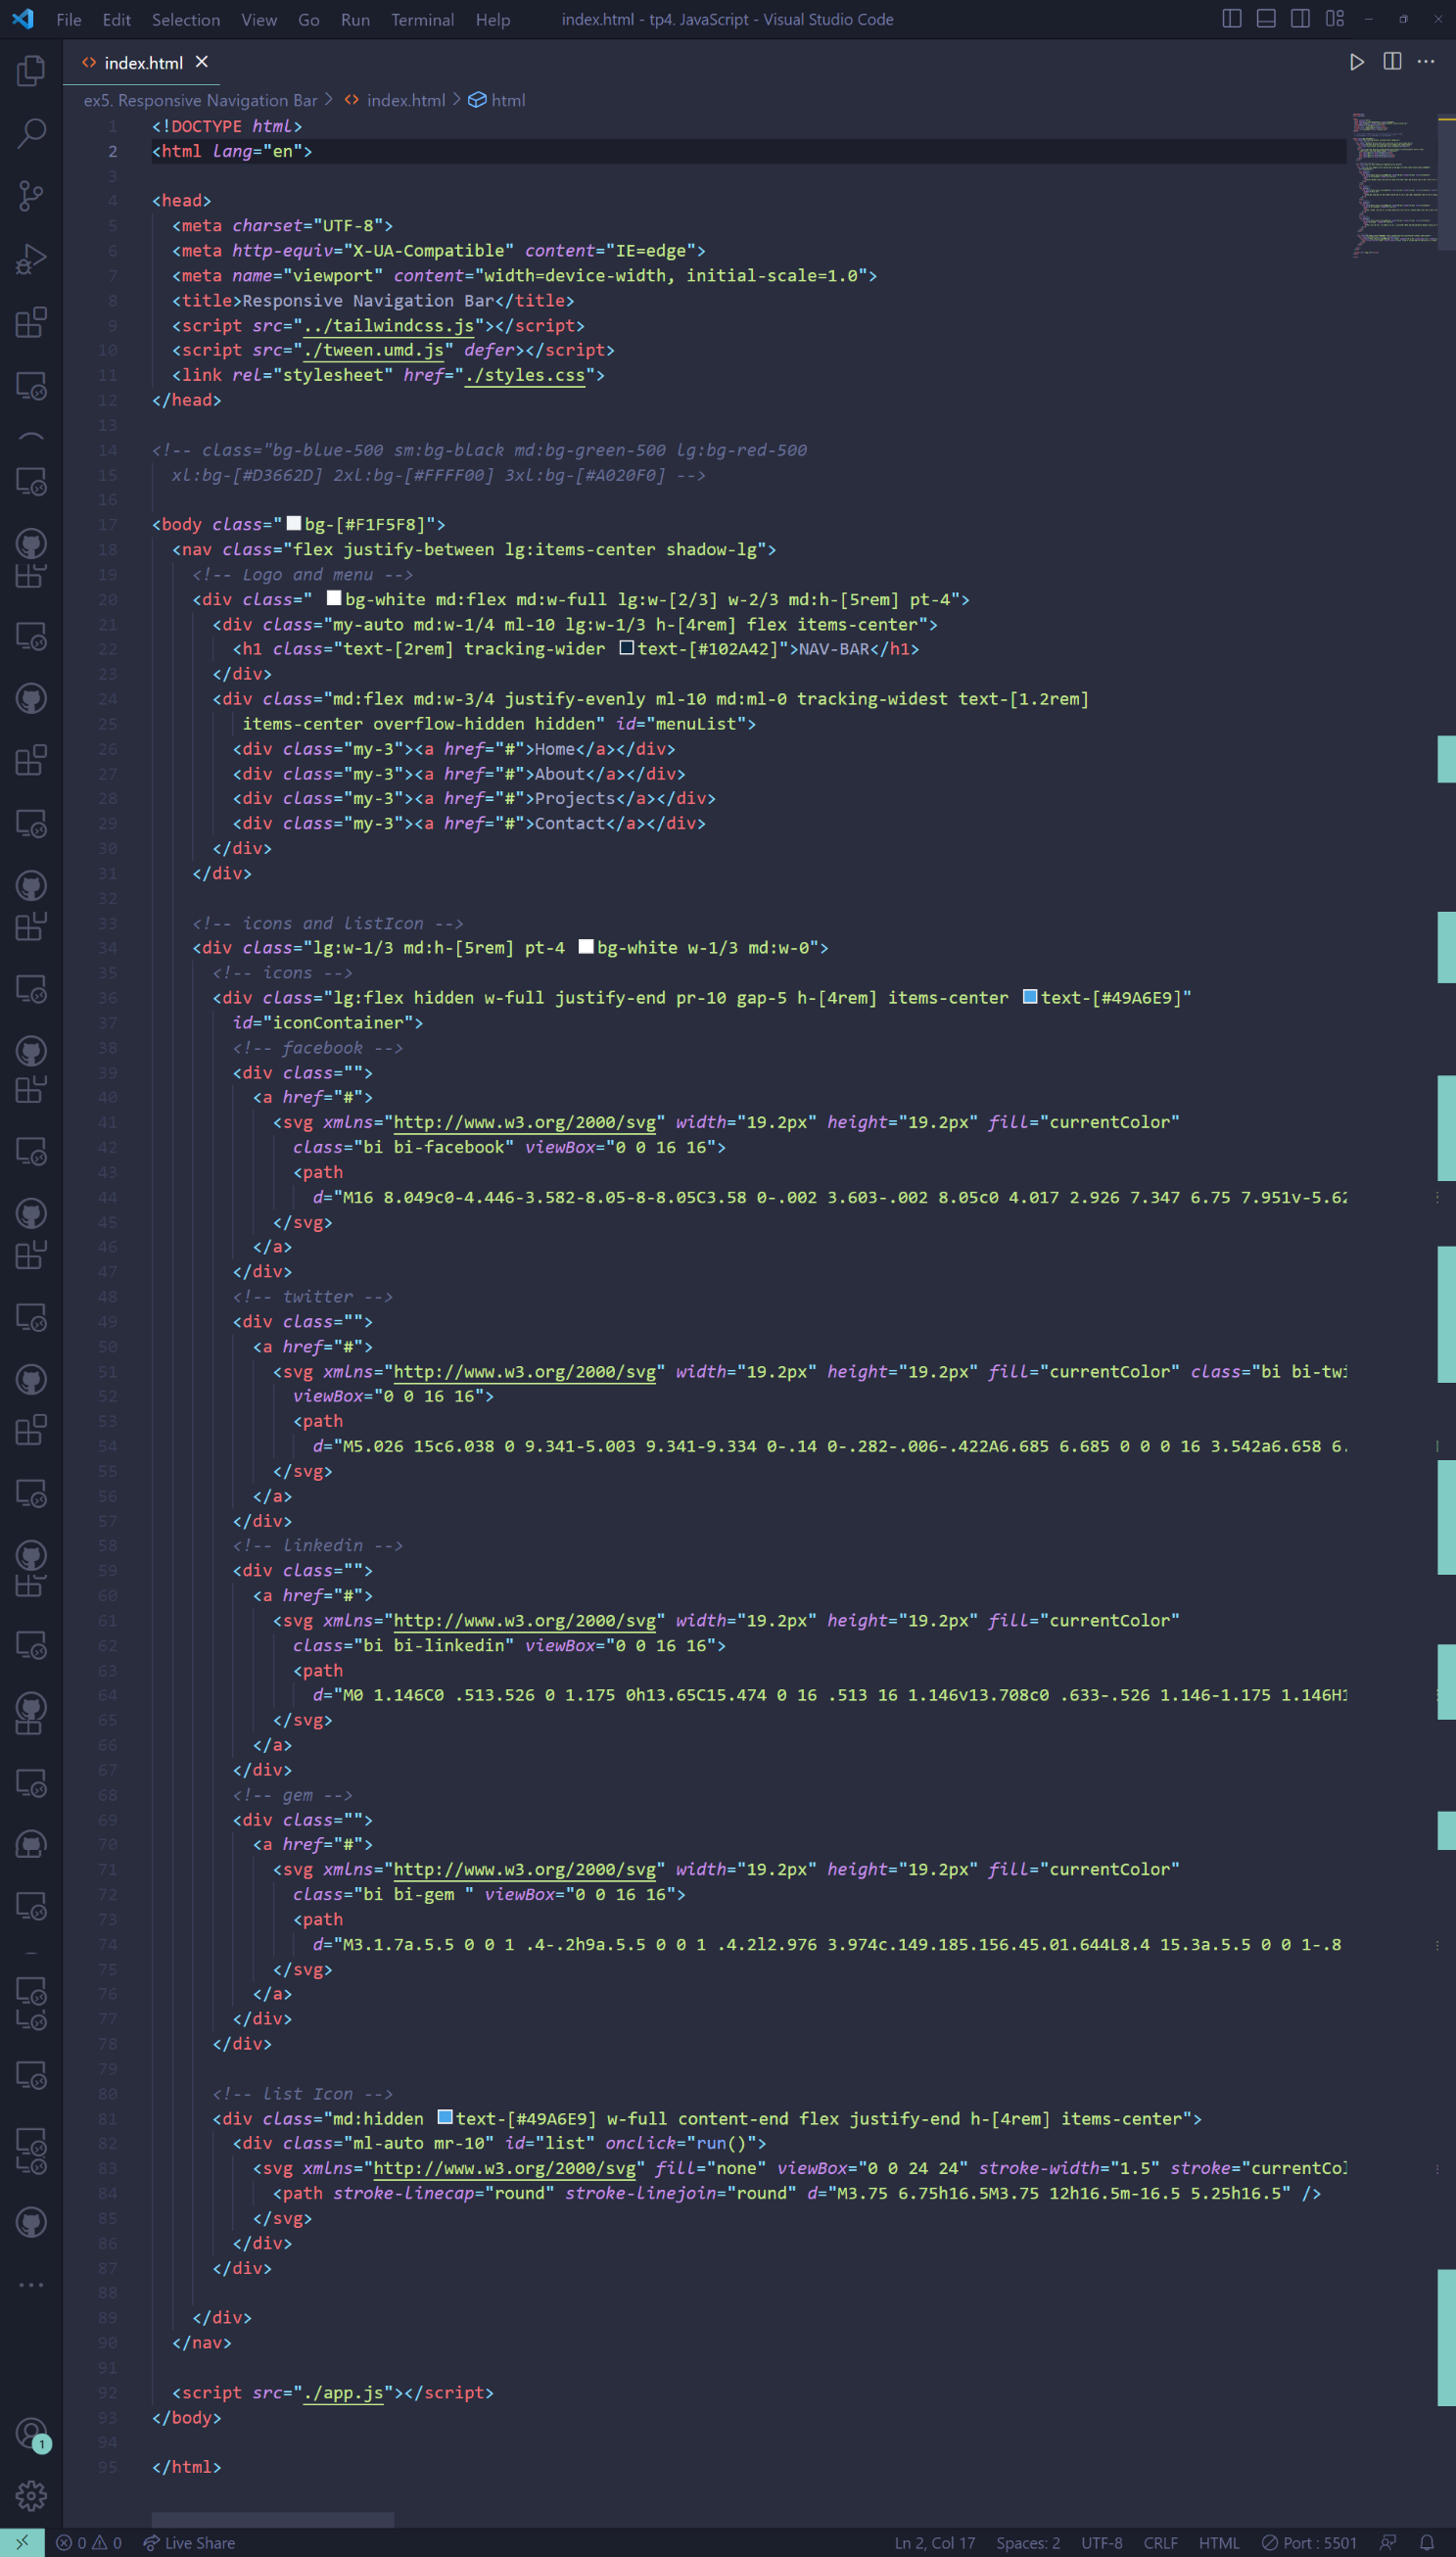 File Edit Selection View Go Run Terminal Help index.html - tp4. JavaScript - Visual Studio Code
index.html
ex5. Responsive Navigation Bar > index.html > html
1 <!DOCTYPE html>
2 <html lang="en">
3
4 <head>
5 <meta charset="UTF-8">
6 <meta http-equiv="X-UA-Compatible" content="IE=edge">
7 <meta name="viewport" content="width=device-width, initial-scale=1.0">
8 <title>Responsive Navigation Bar</title>
9 <script src="../tailwindcss.js"></script>
10 <script src="./tween.umd.js" defer></script>
11 <link rel="stylesheet" href="./styles.css">
12 </head>
13
14 <!-- class="bg-blue-500 sm:bg-black md:bg-green-500 lg:bg-red-500
15 xl:bg-[#D3662D] 2xl:bg-[#FFFF00] 3xl:bg-[#A020F0] -->
16
17 <body class="bg-[#F1F5F8]">
18 <nav class="flex justify-between lg:items-center shadow-lg">
19 <!-- Logo and menu -->
20 <div class=" bg-white md:flex md:w-full lg:w-[2/3] w-2/3 md:h-[5rem] pt-4">
21 <div class="my-auto md:w-1/4 ml-10 lg:w-1/3 h-[4rem] flex items-center">
22 <h1 class="text-[2rem] tracking-wider text-[#102A42]">NAV-BAR</h1>
23 </div>
24 <div class="md:flex md:w-3/4 justify-evenly ml-10 md:ml-0 tracking-widest text-[1.2rem]
25 items-center overflow-hidden hidden" id="menuList">
26 <div class="my-3"><a href="#">Home</a></div>
27 <div class="my-3"><a href="#">About</a></div>
28 <div class="my-3"><a href="#">Projects</a></div>
29 <div class="my-3"><a href="#">Contact</a></div>
30 </div>
31 </div>
32
33 <!-- icons and listIcon -->
34 <div class="lg:w-1/3 md:h-[5rem] pt-4 bg-white w-1/3 md:w-0">
35 <!-- icons -->
36 <div class="lg:flex hidden w-full justify-end pr-10 gap-5 h-[4rem] items-center text-[#49A6E9]"
37 id="iconContainer">
38 <!-- facebook -->
39 <div class="">
40 <a href="#">
41 <svg xmlns="http://www.w3.org/2000/svg" width="19.2px" height="19.2px" fill="currentColor"
42 class="bi bi-facebook" viewBox="0 0 16 16">
43 <path
44 d="M16 8.049c0-4.446-3.582-8.05-8-8.05C3.58 0-.002 3.603-.002 8.05c0 4.017 2.926 7.347 6.75 7.951v-5.62
45 </svg>
46 </a>
47 </div>
48 <!-- twitter -->
49 <div class="">
50 <a href="#">
51 <svg xmlns="http://www.w3.org/2000/svg" width="19.2px" height="19.2px" fill="currentColor" class="bi bi-twi
52 viewBox="0 0 16 16">
53 <path
54 d="M5.026 15c6.038 0 9.341-5.003 9.341-9.334 0-.14 0-.282-.006-.422A6.685 6.685 0 0 0 16 3.542a6.658 6.
55 </svg>
56 </a>
57 </div>
58 <!-- linkedin -->
59 <div class="">
60 <a href="#">
61 <svg xmlns="http://www.w3.org/2000/svg" width="19.2px" height="19.2px" fill="currentColor"
62 class="bi bi-linkedin" viewBox="0 0 16 16">
63 <path
64 d="M0 1.146C0 .513.526 0 1.175 0h13.65C15.474 0 16 .513 16 1.146v13.708c0 .633-.526 1.146-1.175 1.146H1
65 </svg>
66 </a>
67 </div>
68 <!-- gem -->
69 <div class="">
70 <a href="#">
71 <svg xmlns="http://www.w3.org/2000/svg" width="19.2px" height="19.2px" fill="currentColor"
72 class="bi bi-gem " viewBox="0 0 16 16">
73 <path
74 d="M3.1.7a.5.5 0 0 1 .4-.2h9a.5.5 0 0 1 .4.2l2.976 3.974c.149.185.156.45.01.644L8.4 15.3a.5.5 0 0 1-.8
75 </svg>
76 </a>
77 </div>
78 </div>
79
80 <!-- list Icon -->
81 <div class="md:hidden text-[#49A6E9] w-full content-end flex justify-end h-[4rem] items-center">
82 <div class="ml-auto mr-10" id="list" onclick="run()">
83 <svg xmlns="http://www.w3.org/2000/svg" fill="none" viewBox="0 0 24 24" stroke-width="1.5" stroke="currentCol
84 <path stroke-linecap="round" stroke-linejoin="round" d="M3.75 6.75h16.5M3.75 12h16.5m-16.5 5.25h16.5" />
85 </svg>
86 </div>
87 </div>
88
89 </div>
90 </nav>
91
92 <script src="./app.js"></script>
93 </body>
94
95 </html>
1
0 0 Live Share Ln 2, Col 17 Spaces: 2 UTF-8 CRLF HTML Port : 5501